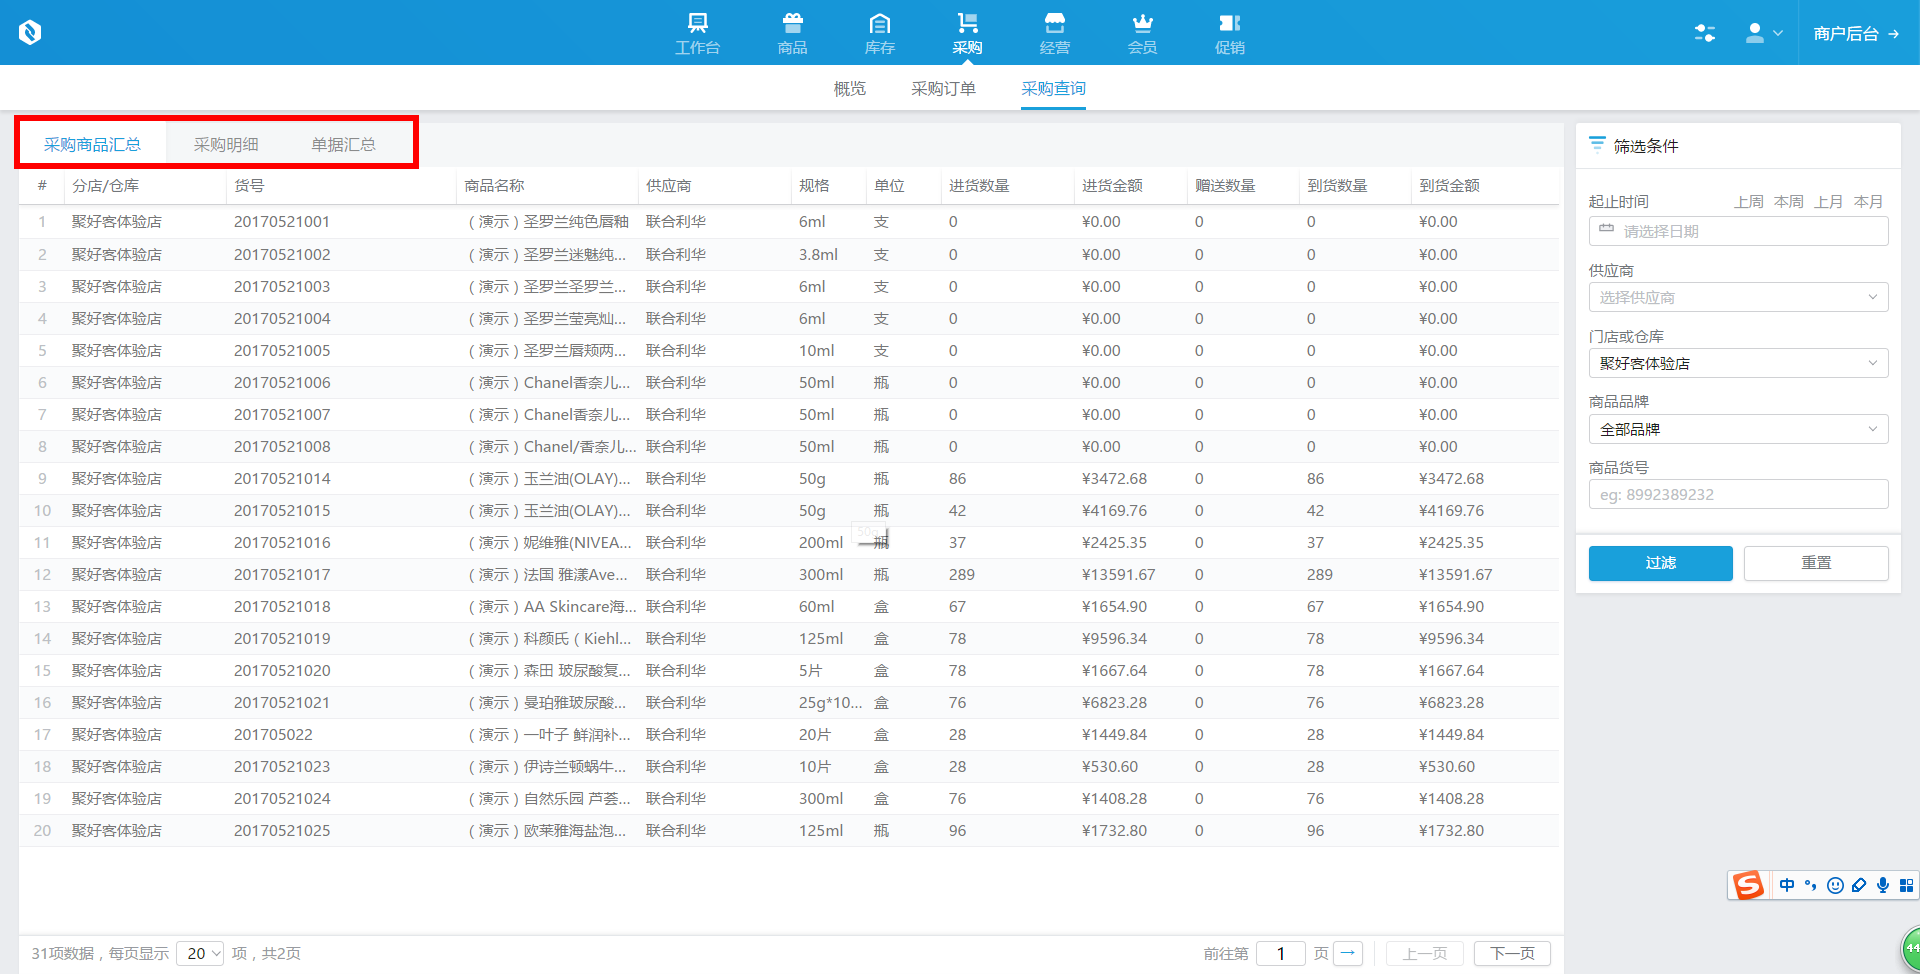 工作台 商品 库存 采购 经营 会员 促销 商户后台 →
概览 采购订单 采购查询
采购商品汇总 采购明细 单据汇总
# 分店/仓库 货号 商品名称 供应商 规格 单位 进货数量 进货金额 赠送数量 到货数量 到货金额
1 聚好客体验店 20170521001 （演示）圣罗兰纯色唇釉 联合利华 6ml 支 0 ¥0.00 0 0 ¥0.00
2 聚好客体验店 20170521002 （演示）圣罗兰迷魅纯... 联合利华 3.8ml 支 0 ¥0.00 0 0 ¥0.00
3 聚好客体验店 20170521003 （演示）圣罗兰圣罗兰... 联合利华 6ml 支 0 ¥0.00 0 0 ¥0.00
4 聚好客体验店 20170521004 （演示）圣罗兰莹亮灿... 联合利华 6ml 支 0 ¥0.00 0 0 ¥0.00
5 聚好客体验店 20170521005 （演示）圣罗兰唇颊两... 联合利华 10ml 支 0 ¥0.00 0 0 ¥0.00
6 聚好客体验店 20170521006 （演示）Chanel香奈儿... 联合利华 50ml 瓶 0 ¥0.00 0 0 ¥0.00
7 聚好客体验店 20170521007 （演示）Chanel香奈儿... 联合利华 50ml 瓶 0 ¥0.00 0 0 ¥0.00
8 聚好客体验店 20170521008 （演示）Chanel/香奈儿... 联合利华 50ml 瓶 0 ¥0.00 0 0 ¥0.00
9 聚好客体验店 20170521014 （演示）玉兰油(OLAY)... 联合利华 50g 瓶 86 ¥3472.68 0 86 ¥3472.68
10 聚好客体验店 20170521015 （演示）玉兰油(OLAY)... 联合利华 50g 瓶 42 ¥4169.76 0 42 ¥4169.76
50g
11 聚好客体验店 20170521016 （演示）妮维雅(NIVEA... 联合利华 200ml 瓶 37 ¥2425.35 0 37 ¥2425.35
12 聚好客体验店 20170521017 （演示）法国 雅漾Ave... 联合利华 300ml 瓶 289 ¥13591.67 0 289 ¥13591.67
13 聚好客体验店 20170521018 （演示）AA Skincare海... 联合利华 60ml 盒 67 ¥1654.90 0 67 ¥1654.90
14 聚好客体验店 20170521019 （演示）科颜氏（Kiehl... 联合利华 125ml 盒 78 ¥9596.34 0 78 ¥9596.34
15 聚好客体验店 20170521020 （演示）森田 玻尿酸复... 联合利华 5片 盒 78 ¥1667.64 0 78 ¥1667.64
16 聚好客体验店 20170521021 （演示）曼珀雅玻尿酸... 联合利华 25g*10... 盒 76 ¥6823.28 0 76 ¥6823.28
17 聚好客体验店 201705022 （演示）一叶子 鲜润补... 联合利华 20片 盒 28 ¥1449.84 0 28 ¥1449.84
18 聚好客体验店 20170521023 （演示）伊诗兰顿蜗牛... 联合利华 10片 盒 28 ¥530.60 0 28 ¥530.60
19 聚好客体验店 20170521024 （演示）自然乐园 芦荟... 联合利华 300ml 盒 76 ¥1408.28 0 76 ¥1408.28
20 聚好客体验店 20170521025 （演示）欧莱雅海盐泡... 联合利华 125ml 瓶 96 ¥1732.80 0 96 ¥1732.80
31项数据，每页显示 20 项，共2页 前往第 1 页 → 上一页 下一页
筛选条件
起止时间 上周 本周 上月 本月
请选择日期
供应商
选择供应商
门店或仓库
聚好客体验店
商品品牌
全部品牌
商品货号
eg: 8992389232
过滤 重置
S 中 °,
44